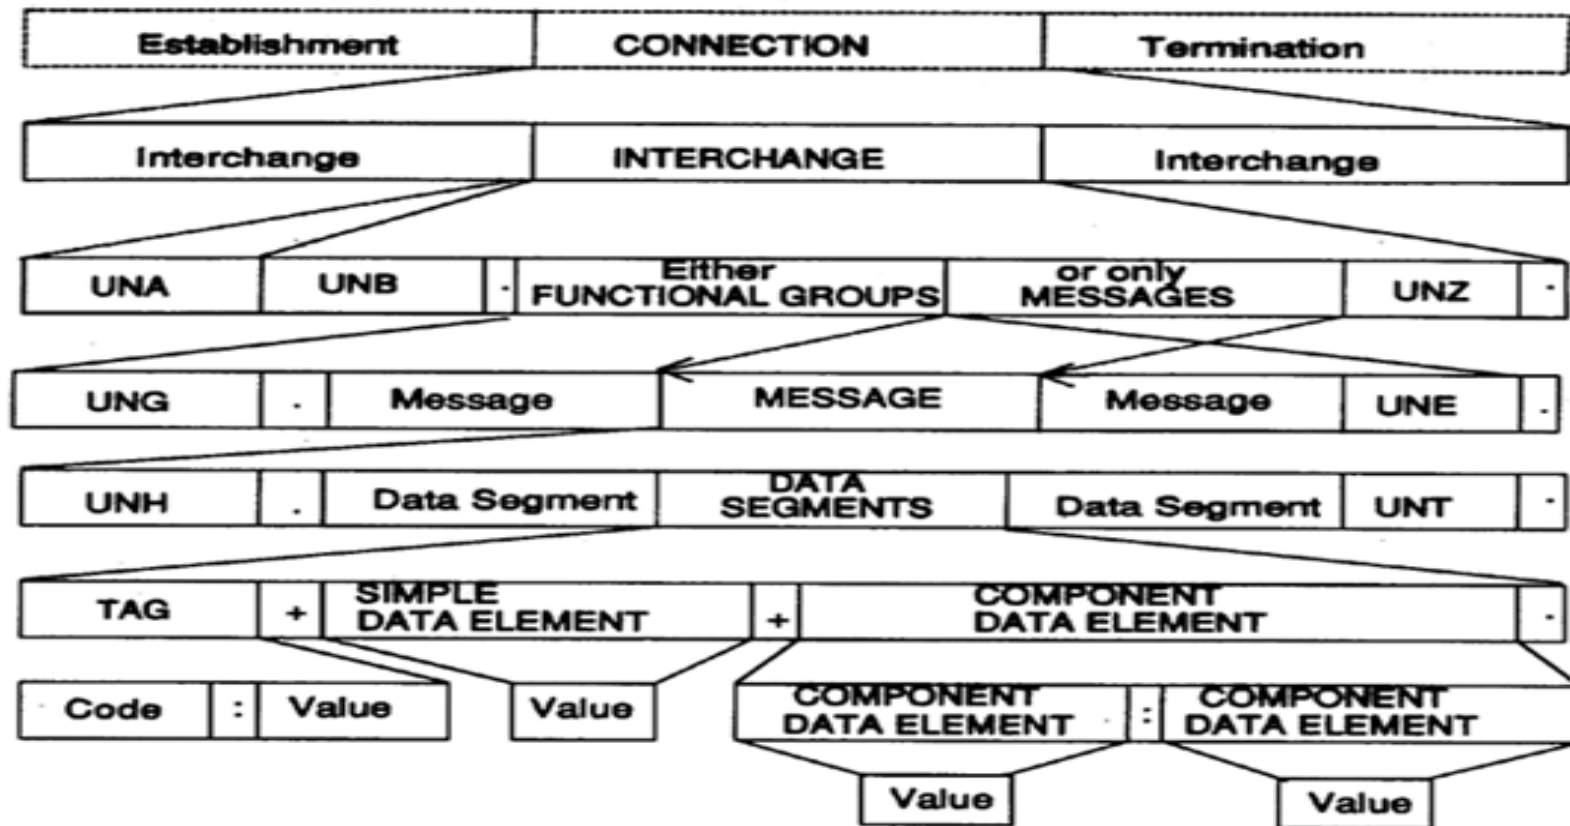 Establishment CONNECTION Termination
Interchange INTERCHANGE Interchange
UNA UNB . Either FUNCTIONAL GROUPS or only MESSAGES UNZ .
UNG . Message MESSAGE Message UNE .
UNH . Data Segment DATA SEGMENTS Data Segment UNT .
TAG + SIMPLE DATA ELEMENT + COMPONENT DATA ELEMENT .
Code : Value Value COMPONENT DATA ELEMENT : COMPONENT DATA ELEMENT
Value Value